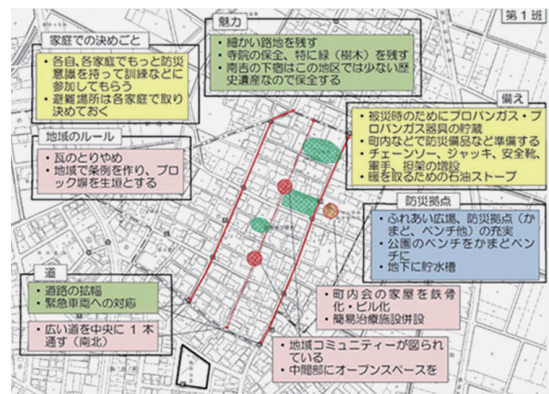 第1班
魅力
・細かい路地を残す
・寺院の保全、特に緑（樹木）を残す
・南吉の下宿はこの地区では少ない歴
史遺産なので保全する
家庭での決めごと
・各自、各家庭でもっと防災
意識を持って訓練などに
参加してもらう
・避難場所は各家庭で取り
決めておく
備え
・被災時のためにプロパンガス・プ
ロパンガス器具の貯蔵
・町内などで防災備品など準備する
・チェーンソー、ジャッキ、安全靴、
軍手、担架の増設
・暖を取るための石油ストーブ
地域のルール
・瓦のとりやめ
・地域で条例を作り、ブロ
ック塀を生垣とする
防災拠点
・ふれあい広場、防災拠点（か
まど、ベンチ他）の充実
・公園のベンチをかまどベン
チに
・地下に貯水槽
道
・道路の拡幅
・緊急車両への対応
・広い道を中央に1本
通す（南北）
・町内会の家屋を鉄骨
化・ビル化
・簡易治療施設併設
・地域コミュニティーが図られ
ている
・中間部にオープンスペースを